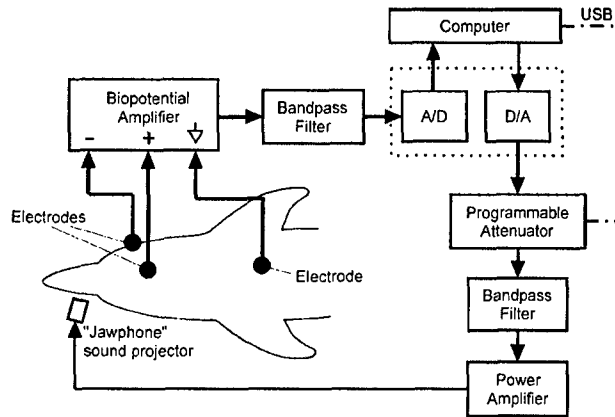 USB
Computer
Biopotential
Amplifier
- +
Bandpass
Filter
A/D
D/A
Electrodes
Electrode
Programmable
Attenuator
Bandpass
Filter
"Jawphone"
sound projector
Power
Amplifier